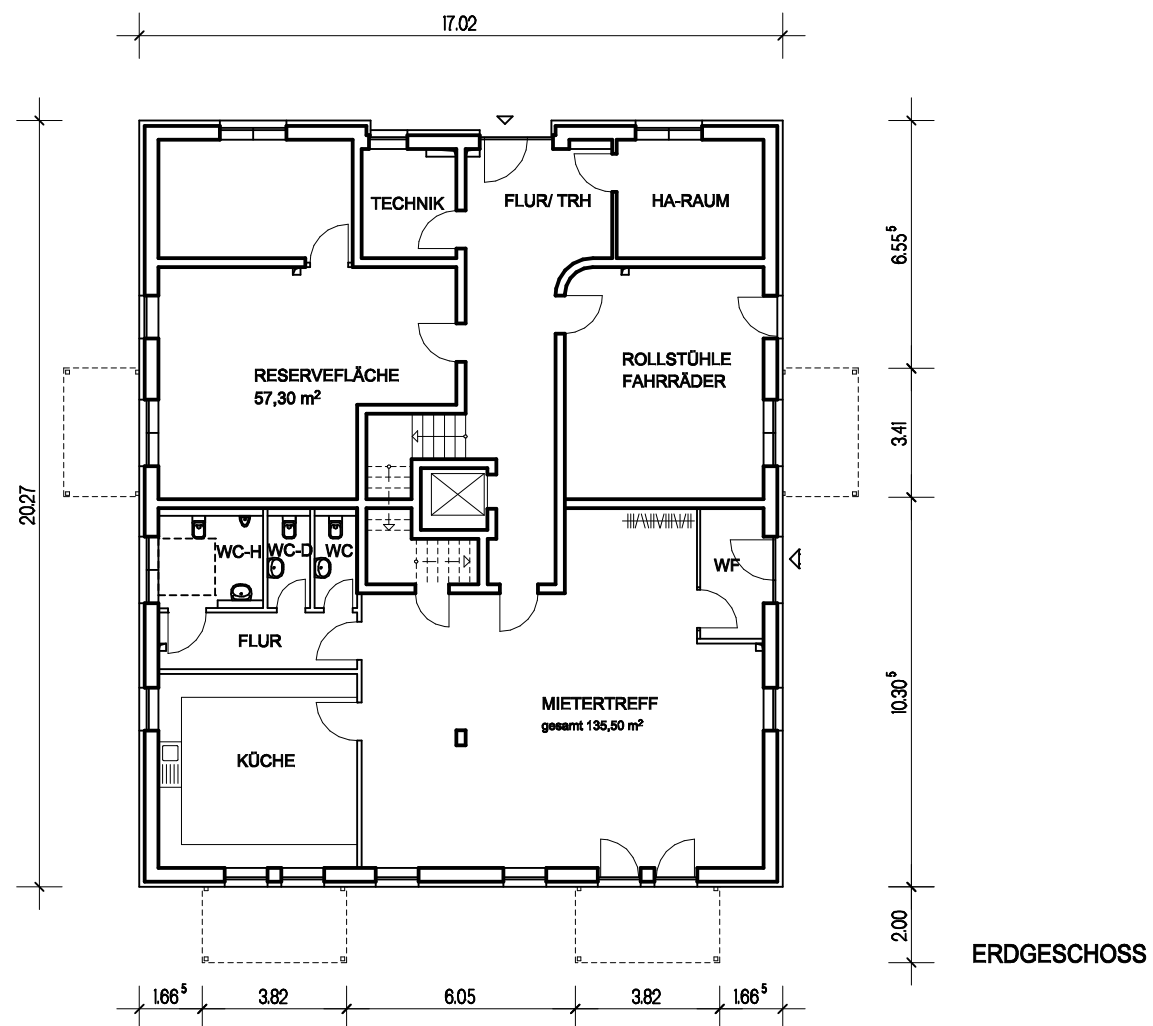 17.02
TECHNIK
FLUR/ TRH
HA-RAUM
6.55⁵
RESERVEFLÄCHE
57,30 m²
ROLLSTÜHLE
FAHRRÄDER
3.41
20.27
WC-H
WC-D
WC
WF
FLUR
MIETERTREFF
gesamt 135,50 m²
10.30⁵
KÜCHE
2.00
ERDGESCHOSS
1.66⁵
3.82
6.05
3.82
1.66⁵